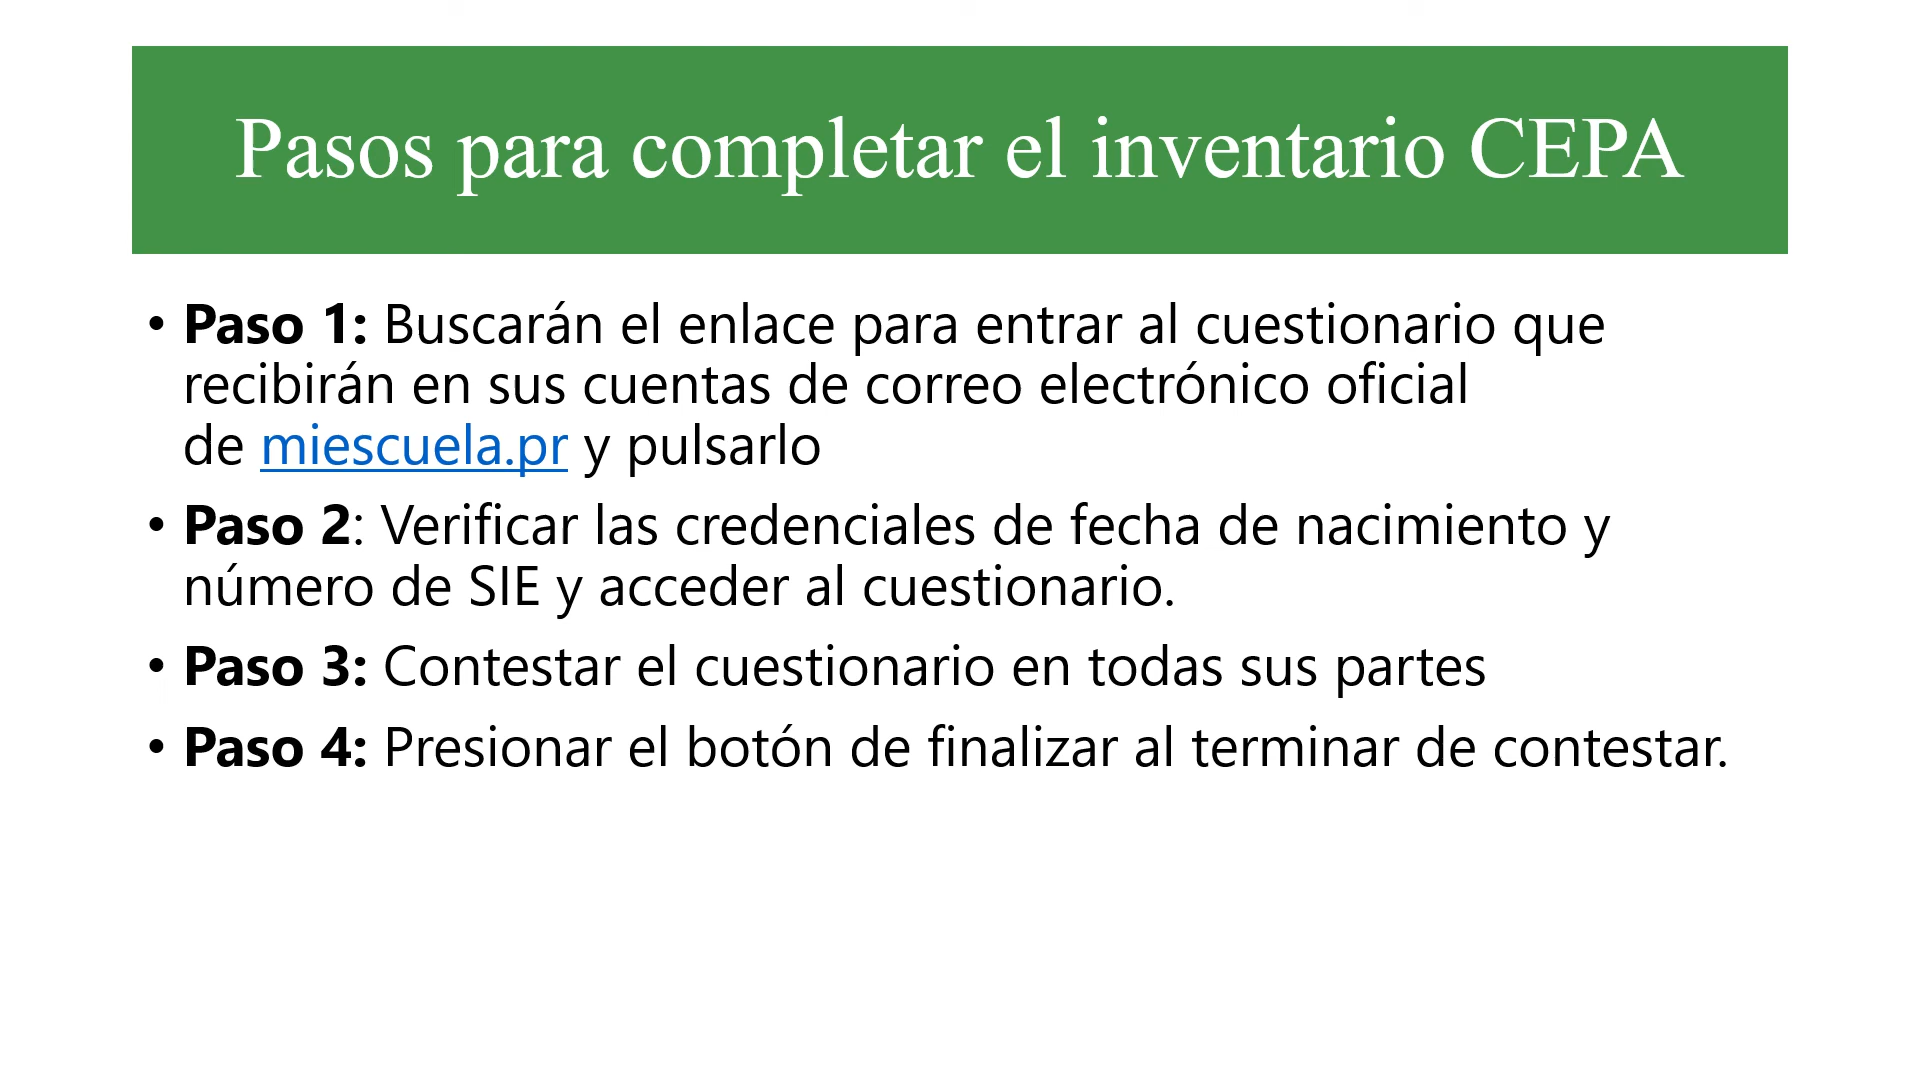 Pasos para completar el inventario CEPA
• Paso 1: Buscarán el enlace para entrar al cuestionario que
recibirán en sus cuentas de correo electrónico oficial
de miescuela.pr y pulsarlo
• Paso 2: Verificar las credenciales de fecha de nacimiento y
número de SIE y acceder al cuestionario.
• Paso 3: Contestar el cuestionario en todas sus partes
• Paso 4: Presionar el botón de finalizar al terminar de contestar.